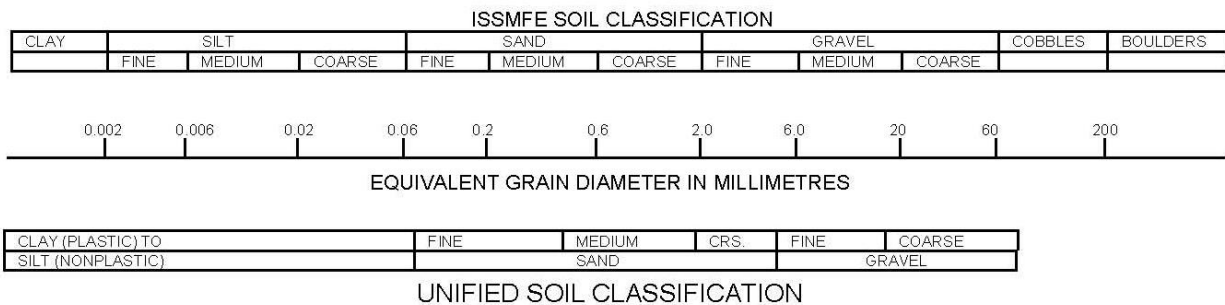 ISSMFE SOIL CLASSIFICATION
CLAY SILT SAND GRAVEL COBBLES BOULDERS
FINE MEDIUM COARSE FINE MEDIUM COARSE FINE MEDIUM COARSE
0.002 0.006 0.02 0.06 0.2 0.6 2.0 6.0 20 60 200
EQUIVALENT GRAIN DIAMETER IN MILLIMETRES
CLAY (PLASTIC) TO FINE MEDIUM CRS. FINE COARSE
SILT (NONPLASTIC) SAND GRAVEL
UNIFIED SOIL CLASSIFICATION